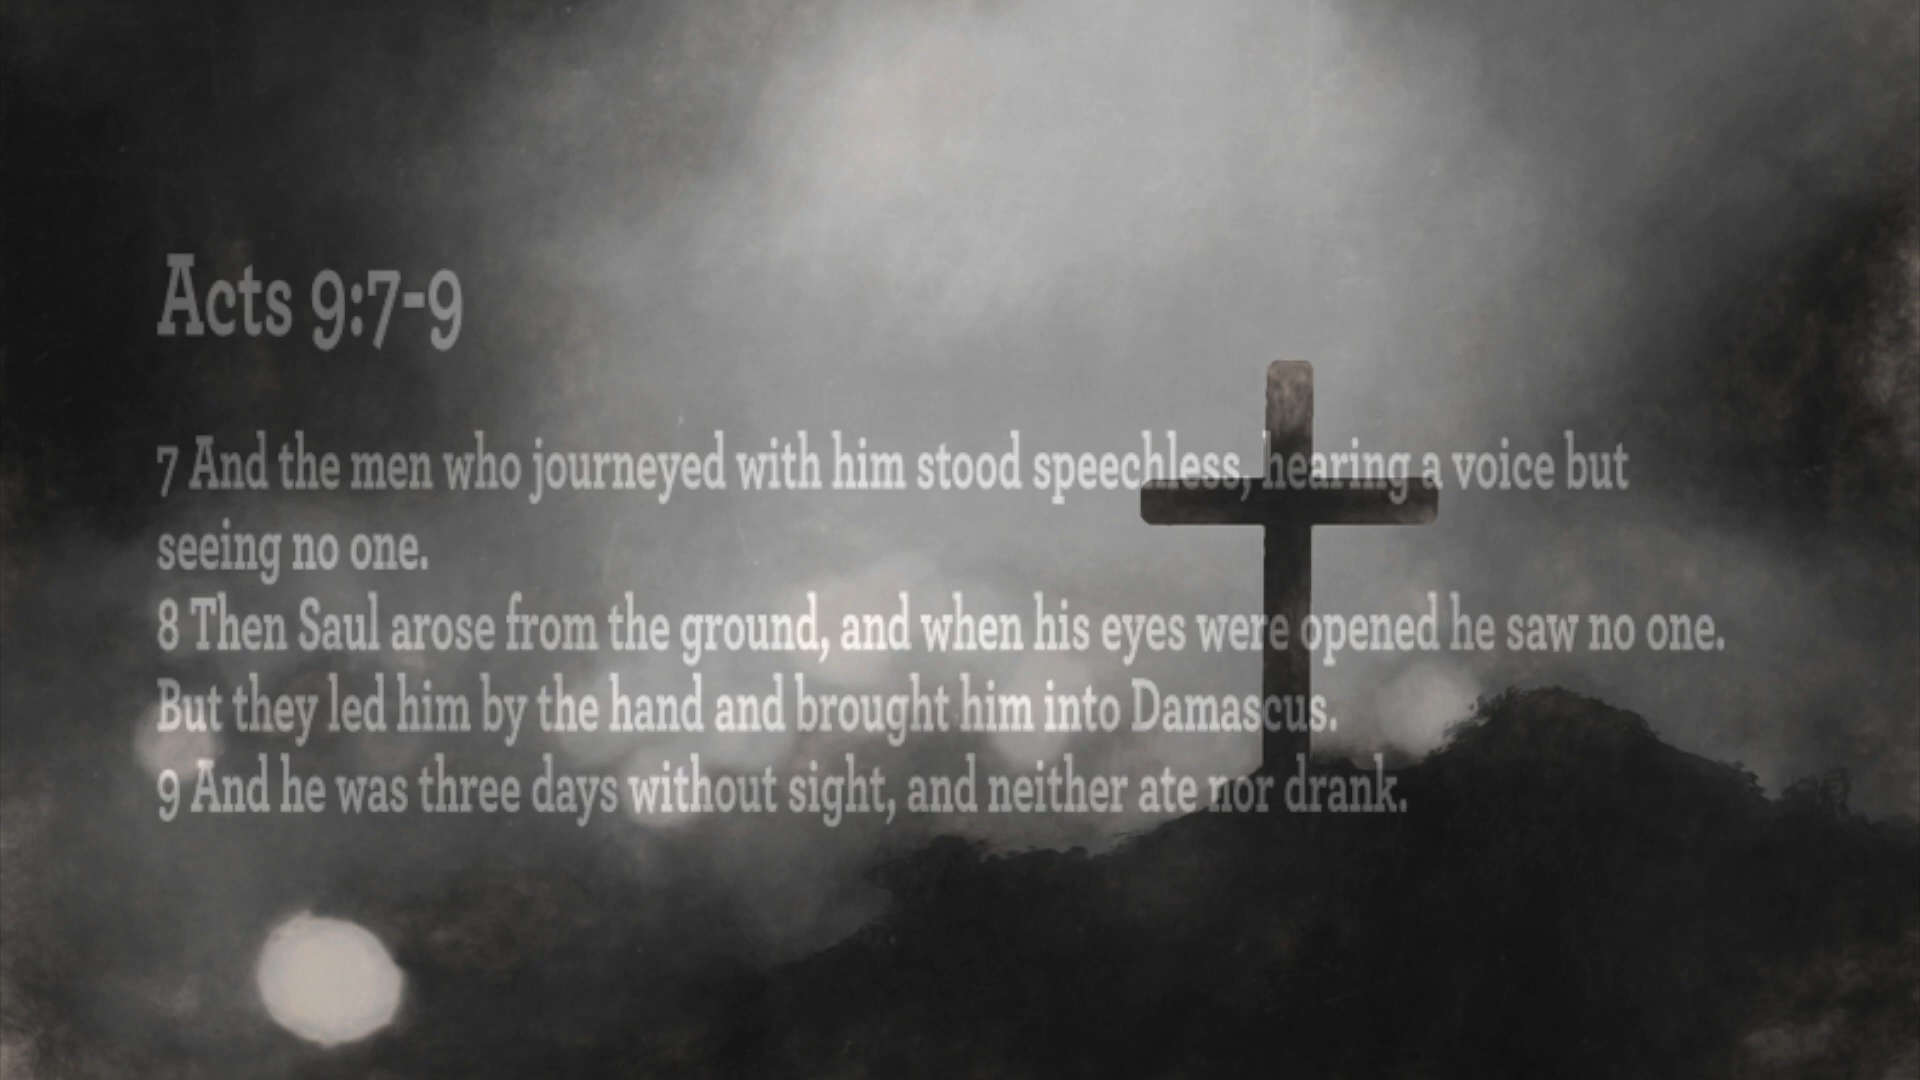 Acts 9:7-9
7 And the men who journeyed with him stood speechless, hearing a voice but
seeing no one.
8 Then Saul arose from the ground, and when his eyes were opened he saw no one.
But they led him by the hand and brought him into Damascus.
9 And he was three days without sight, and neither ate nor drank.